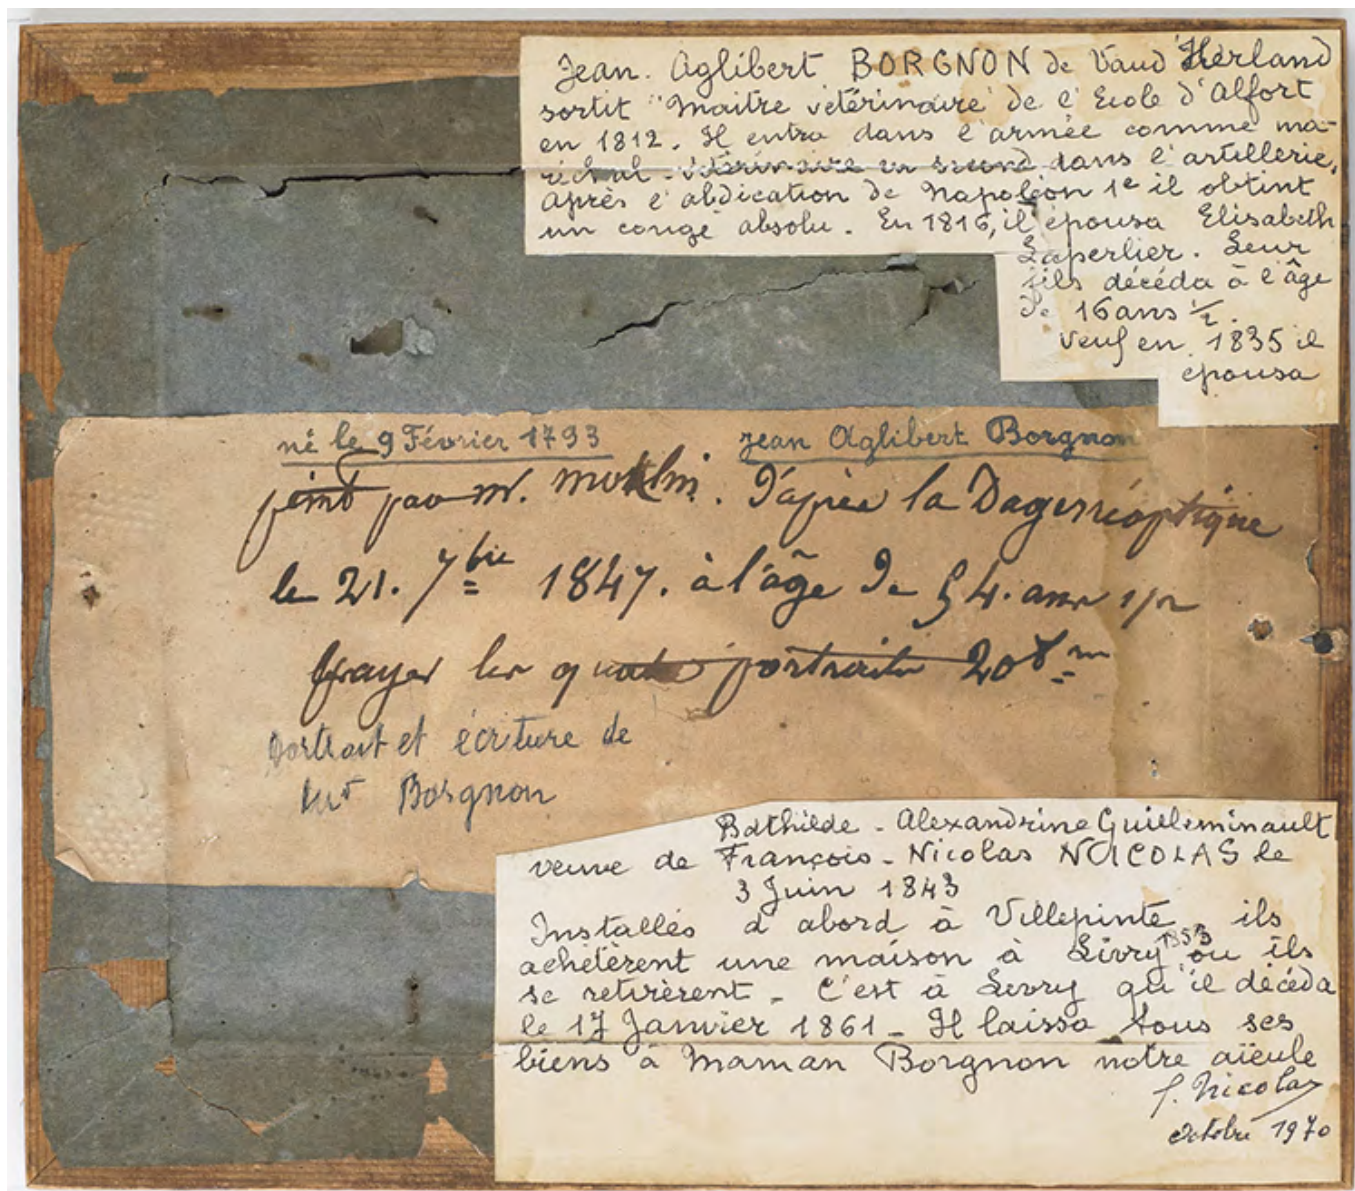 Jean. Aglibert BORGNON de Vaud'Herland
sortit "Maitre vétérinaire" de l'Ecole d'Alfort
en 1812. Il entra dans l'armée comme ma-
réchal-vétérinaire en second dans l'artillerie.
Après l'abdication de Napoléon 1e il obtint
un congé absolu. En 1816, il épousa Elisabeth
Laperlier. Leur
fils décéda à l'âge
de 16 ans 1/2.
Veuf en 1835 il
épousa
né le 9 Février 1793 Jean Aglibert Borgnon
peint par Mr. . D'après la Dagerréoptique
le 21. 7bre 1847. à l'âge de 54. ans 1/2
frayer les quatre portraits 208
Portrait et écriture de
Mr Borgnon
Bathilde - Alexandrine Guilleminault
veuve de François - Nicolas NICOLAS le
3 Juin 1843
Installés d'abord à Villepinte, ils
achetèrent une maison à Livry 1853 où ils
se retirèrent - C'est à Livry qu'il décéda
le 17 Janvier 1861 - Il laissa tous ses
biens à Maman Borgnon notre aïeule
Nicolas
Octobre 1970